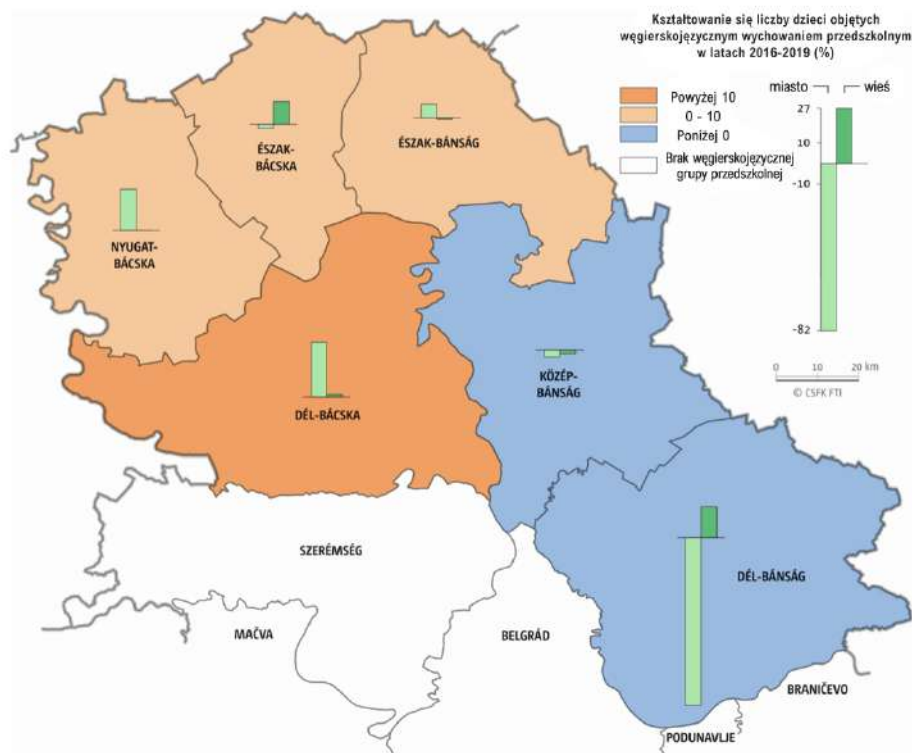 Kształtowanie się liczby dzieci objętych
węgierskojęzycznym wychowaniem przedszkolnym
w latach 2016-2019 (%)
Powyżej 10
0 - 10
Poniżej 0
Brak węgierskojęzycznej
grupy przedszkolnej
miasto
wieś
27
10
-10
-82
0 10 20 km
© CSFK FTI
ÉSZAK-
BÁCSKA
ÉSZAK-BÁNSÁG
NYUGAT-
BÁCSKA
DÉL-BÁCSKA
KÖZÉP-
BÁNSÁG
SZERÉMSÉG
DÉL-BÁNSÁG
MAČVA
BELGRÁD
BRANIČEVO
PODUNAVLJE